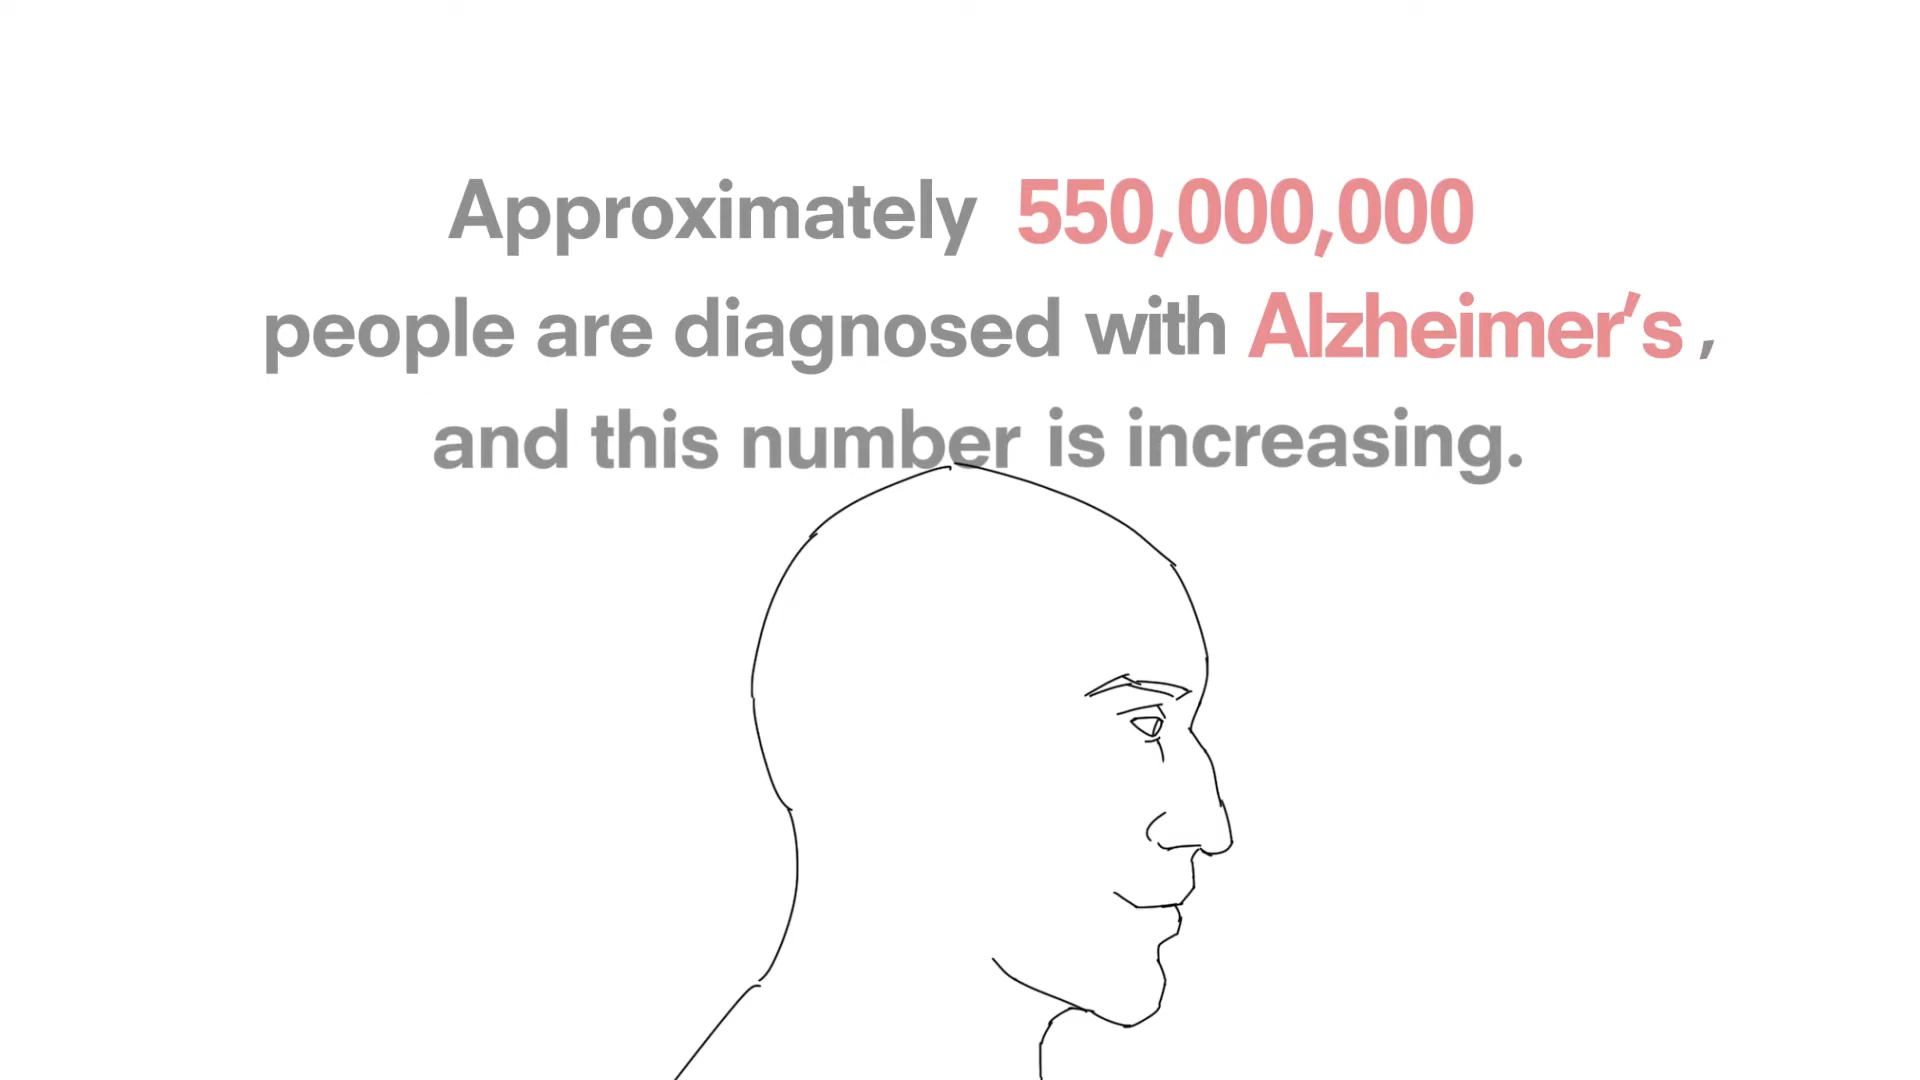 Approximately 550,000,000
people are diagnosed with Alzheimer's ,
and this number is increasing.